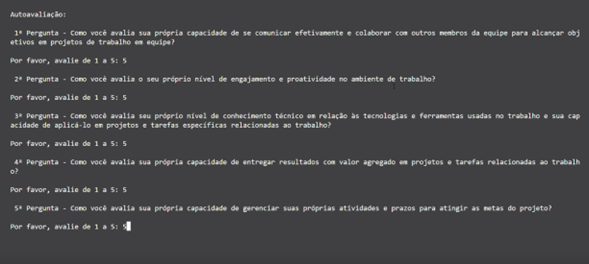 Autoavaliação:
1ª Pergunta - Como você avalia sua própria capacidade de se comunicar efetivamente e colaborar com outros membros da equipe para alcançar obj
etivos em projetos de trabalho em equipe?
Por favor, avalie de 1 a 5: 5
2ª Pergunta - Como você avalia o seu próprio nível de engajamento e proatividade no ambiente de trabalho?
Por favor, avalie de 1 a 5: 5
3ª Pergunta - Como você avalia seu próprio nível de conhecimento técnico em relação às tecnologias e ferramentas usadas no trabalho e sua cap
acidade de aplicá-lo em projetos e tarefas específicas relacionadas ao trabalho?
Por favor, avalie de 1 a 5: 5
4ª Pergunta - Como você avalia sua própria capacidade de entregar resultados com valor agregado em projetos e tarefas relacionadas ao trabalh
o?
Por favor, avalie de 1 a 5: 5
5ª Pergunta - Como você avalia sua própria capacidade de gerenciar suas próprias atividades e prazos para atingir as metas do projeto?
Por favor, avalie de 1 a 5: 5